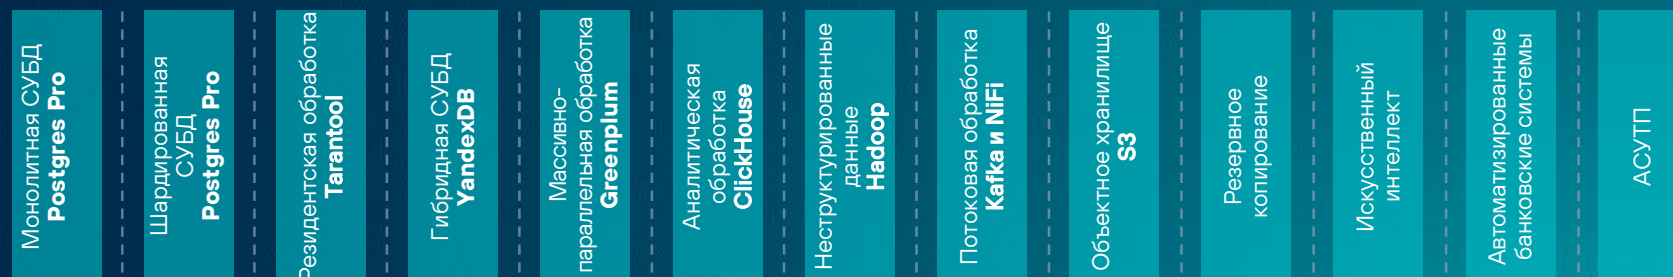 Монолитная СУБД
Postgres Pro
Шардированная
СУБД
Postgres Pro
Резидентская обработка
Tarantool
Гибридная СУБД
YandexDB
Массивно-
параллельная обработка
Greenplum
Аналитическая
обработка
ClickHouse
Неструктурированные
данные
Hadoop
Потоковая обработка
Kafka и NiFi
Объектное хранилище
S3
Резервное
копирование
Искусственный
интеллект
Автоматизированные
банковские системы
АСУТП